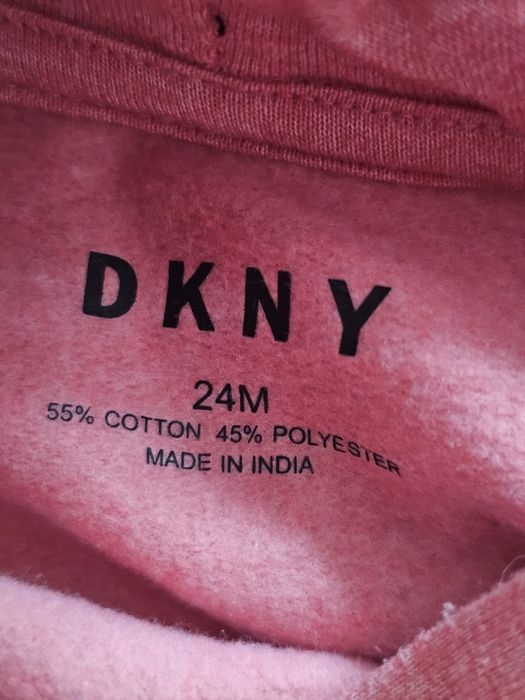 DKNY
24M
55% COTTON 45% POLYESTER
MADE IN INDIA